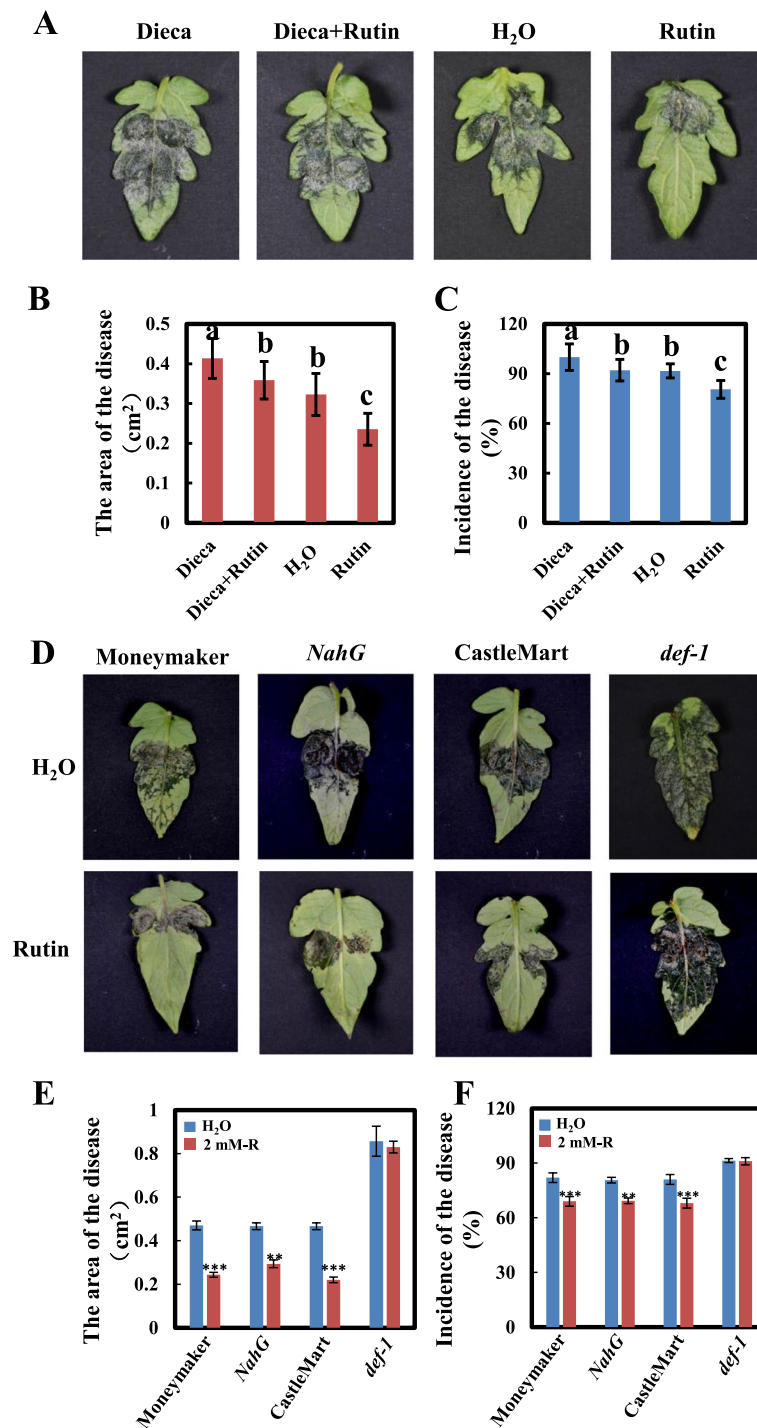 A
Dieca Dieca+Rutin H₂O Rutin
B
The area of the disease
(cm²)
0.5
0.4
0.3
0.2
0.1
0
a b b c
Dieca Dieca+Rutin H₂O Rutin
C
Incidence of the disease
(%)
120
90
60
30
0
a b b c
Dieca Dieca+Rutin H₂O Rutin
D
Moneymaker NahG CastleMart def-1
H₂O
Rutin
E
The area of the disease
(cm²)
1
0.8
0.6
0.4
0.2
0
H₂O
2 mM-R
*** ** ***
Moneymaker NahG CastleMart def-1
F
Incidence of the disease
(%)
120
90
60
30
0
H₂O
2 mM-R
*** ** ***
Moneymaker NahG CastleMart def-1